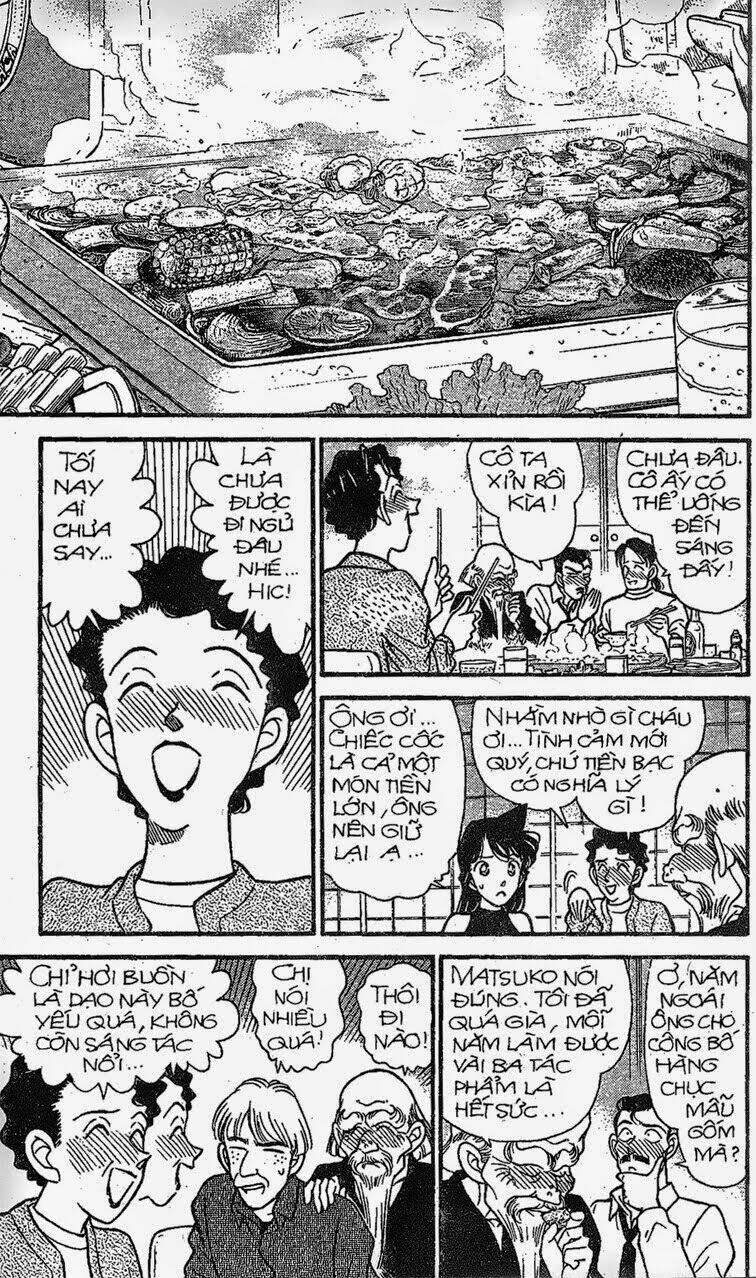 TỐI
NAY
AI
CHƯA
SAY...
LÀ
CHƯA
ĐƯỢC
ĐI NGỦ
ĐÂU
NHÉ...
HIC!
CÔ TA
XỈN RỒI
KÌA!
CHƯA ĐÂU.
CÔ ẤY CÓ
THỂ UỐNG
ĐẾN
SÁNG
ĐẤY!
ÔNG ƠI...
CHIẾC CỐC
LÀ CẢ MỘT
MÓN TIỀN
LỚN, ÔNG
NÊN GIỮ
LẠI Ạ...
NHẰM NHÒ GÌ CHÁU
ƠI... TÌNH CẢM MỚI
QUÝ, CHỨ TIỀN BẠC
CÓ NGHĨA LÝ
GÌ!
CHỈ HƠI BUỒN
LÀ DẠO NÀY BỐ
YẾU QUÁ, KHÔNG
CÒN SÁNG TÁC
NỔI...
CHỊ
NÓI
NHIỀU
QUÁ!
THÔI
ĐI
NÀO!
MATSUKO NÓI
ĐÚNG. TÔI ĐÃ
QUÁ GIÀ, MỖI
NĂM LÀM ĐƯỢC
VÀI BA TÁC
PHẨM LÀ
HẾT SỨC...
Ơ, NĂM
NGOÁI
ÔNG CHO
CÔNG BỐ
HÀNG
CHỤC
MẪU
GỐM
MÀ?